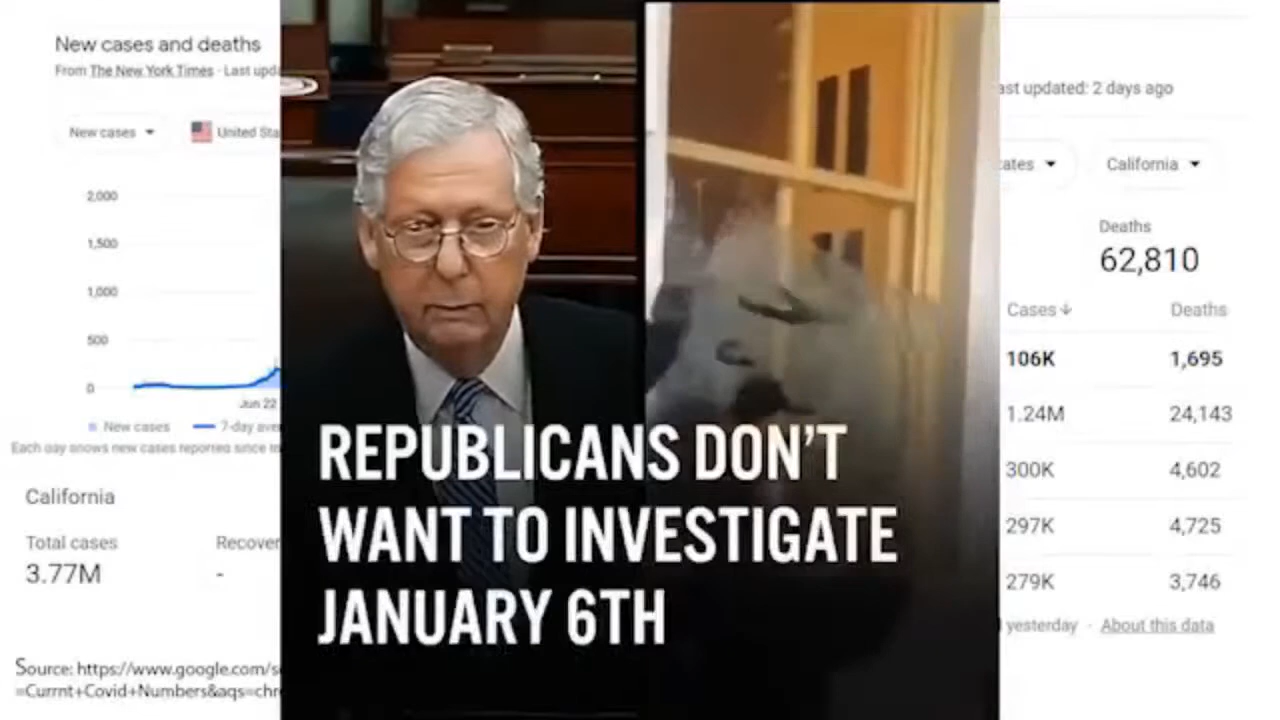 New cases and deaths
From The New York Times · Last upda
New cases
United Sta
2,000
1,500
1,000
500
0
Jun 22
New cases
7-day ave
Each day shows new cases reported since
California
Total cases
3.77M
Recover
-
Source: https://www.google.com/s
=Currnt+Covid+Numbers&aqs=chr
REPUBLICANS DON'T
WANT TO INVESTIGATE
JANUARY 6TH
ast updated: 2 days ago
ates
California
Deaths
62,810
Cases Deaths
106K 1,695
1.24M 24,143
300K 4,602
297K 4,725
279K 3,746
yesterday · About this data